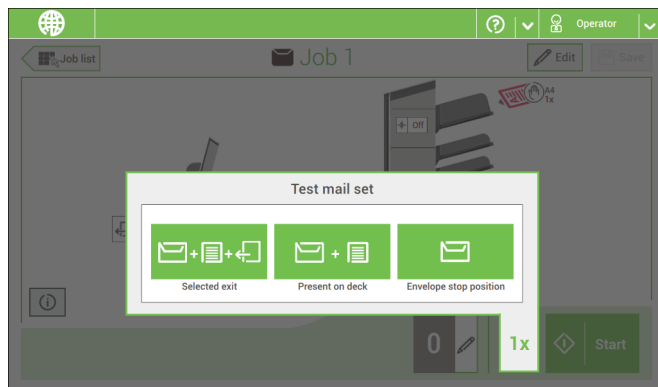 Operator
Job list
Job 1
Edit
Save
A4
1x
Off
Test mail set
Selected exit
Present on deck
Envelope stop position
0
1x
Start